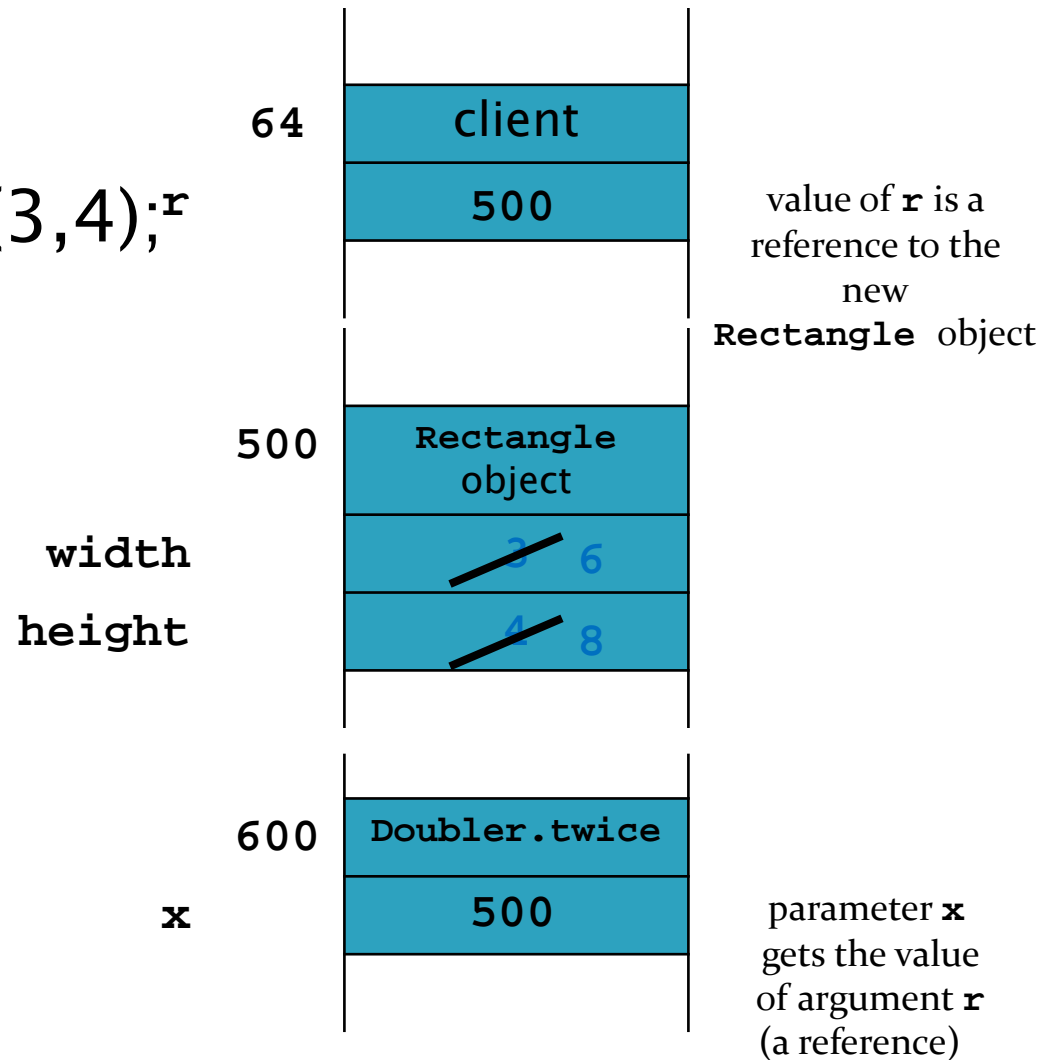 64 client
(3,4);r 500
value of r is a
reference to the
new
Rectangle object
500 Rectangle
object
width 3 6
height 4 8
600 Doubler.twice
x 500
parameter x
gets the value
of argument r
(a reference)